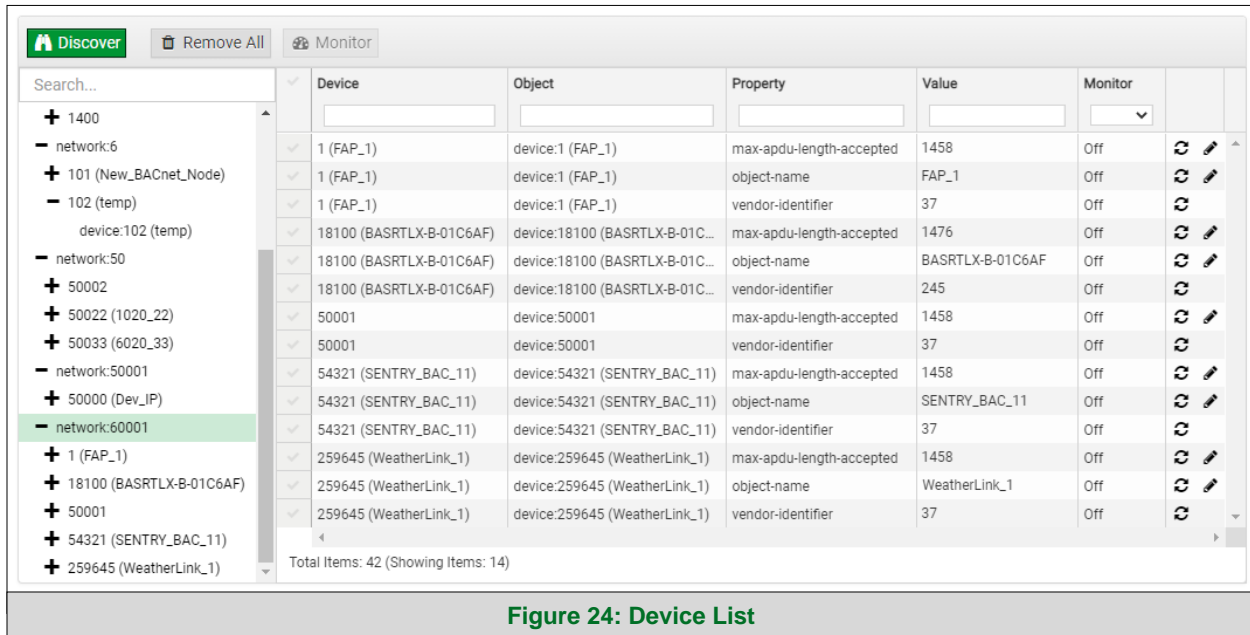 Discover Remove All Monitor
Search...
1400
network:6
101 (New_BACnet_Node)
102 (temp)
device:102 (temp)
network:50
50002
50022 (1020_22)
50033 (6020_33)
network:50001
50000 (Dev_IP)
network:60001
1 (FAP_1)
18100 (BASRTLX-B-01C6AF)
50001
54321 (SENTRY_BAC_11)
259645 (WeatherLink_1)
Device Object Property Value Monitor
1 (FAP_1) device:1 (FAP_1) max-apdu-length-accepted 1458 Off
1 (FAP_1) device:1 (FAP_1) object-name FAP_1 Off
1 (FAP_1) device:1 (FAP_1) vendor-identifier 37 Off
18100 (BASRTLX-B-01C6AF) device:18100 (BASRTLX-B-01C... max-apdu-length-accepted 1476 Off
18100 (BASRTLX-B-01C6AF) device:18100 (BASRTLX-B-01C... object-name BASRTLX-B-01C6AF Off
18100 (BASRTLX-B-01C6AF) device:18100 (BASRTLX-B-01C... vendor-identifier 245 Off
50001 device:50001 max-apdu-length-accepted 1458 Off
50001 device:50001 vendor-identifier 37 Off
54321 (SENTRY_BAC_11) device:54321 (SENTRY_BAC_11) max-apdu-length-accepted 1458 Off
54321 (SENTRY_BAC_11) device:54321 (SENTRY_BAC_11) object-name SENTRY_BAC_11 Off
54321 (SENTRY_BAC_11) device:54321 (SENTRY_BAC_11) vendor-identifier 37 Off
259645 (WeatherLink_1) device:259645 (WeatherLink_1) max-apdu-length-accepted 1458 Off
259645 (WeatherLink_1) device:259645 (WeatherLink_1) object-name WeatherLink_1 Off
259645 (WeatherLink_1) device:259645 (WeatherLink_1) vendor-identifier 37 Off
Total Items: 42 (Showing Items: 14)
Figure 24: Device List